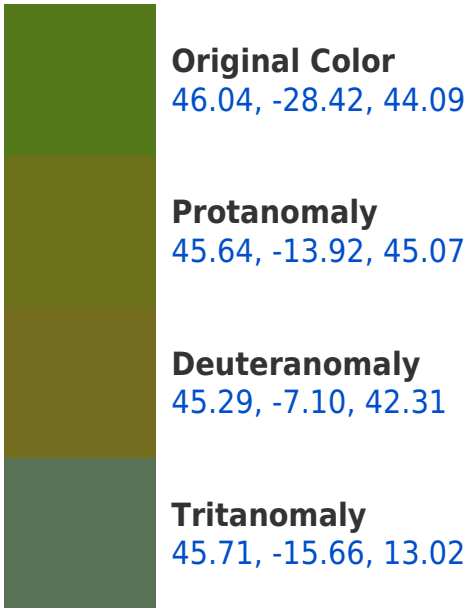 Original Color
46.04, -28.42, 44.09
Protanomaly
45.64, -13.92, 45.07
Deuteranomaly
45.29, -7.10, 42.31
Tritanomaly
45.71, -15.66, 13.02